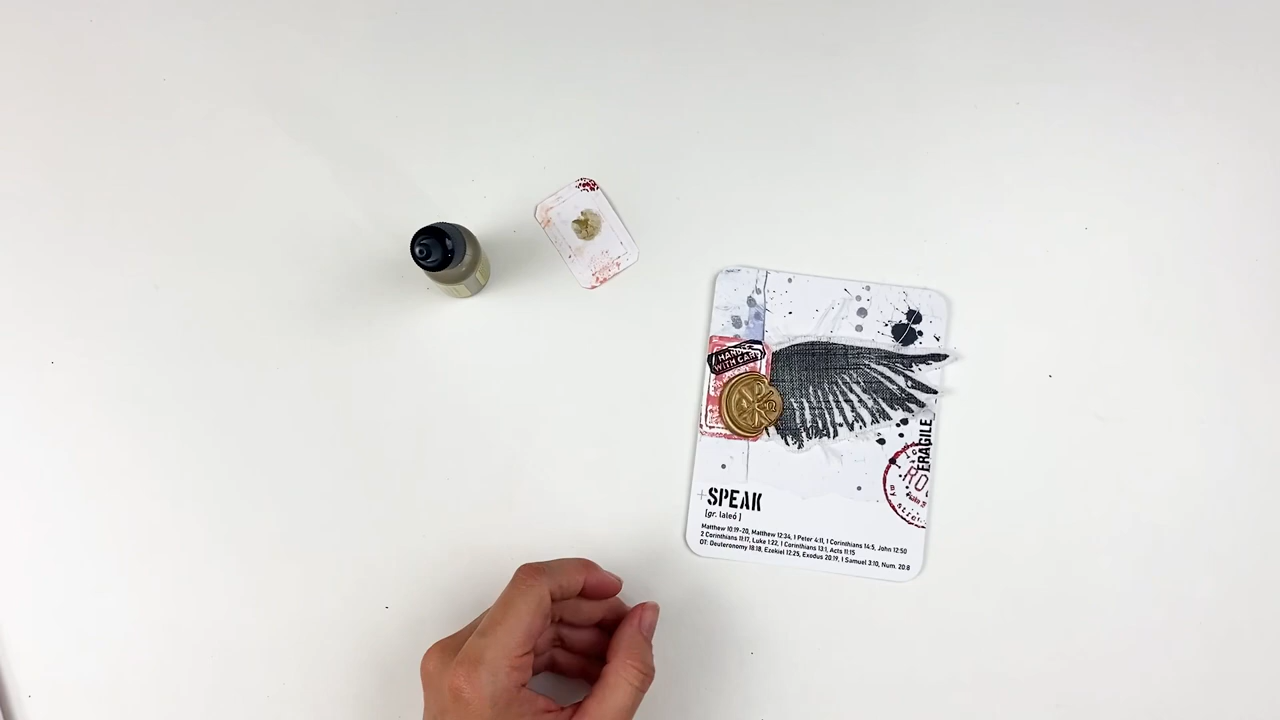 HANDLE
WITH CARE
FRAGILE
SPEAK
[gr. laleó ]
Matthew 10:19-20, Matthew 12:34, 1 Peter 4:11, 1 Corinthians 14:5, John 12:50
2 Corinthians 11:17, Luke 1:22, 1 Corinthians 13:1, Acts 11:15
OT: Deuteronomy 18:18, Ezekiel 12:25, Exodus 20:19, 1 Samuel 3:10, Num. 20:8